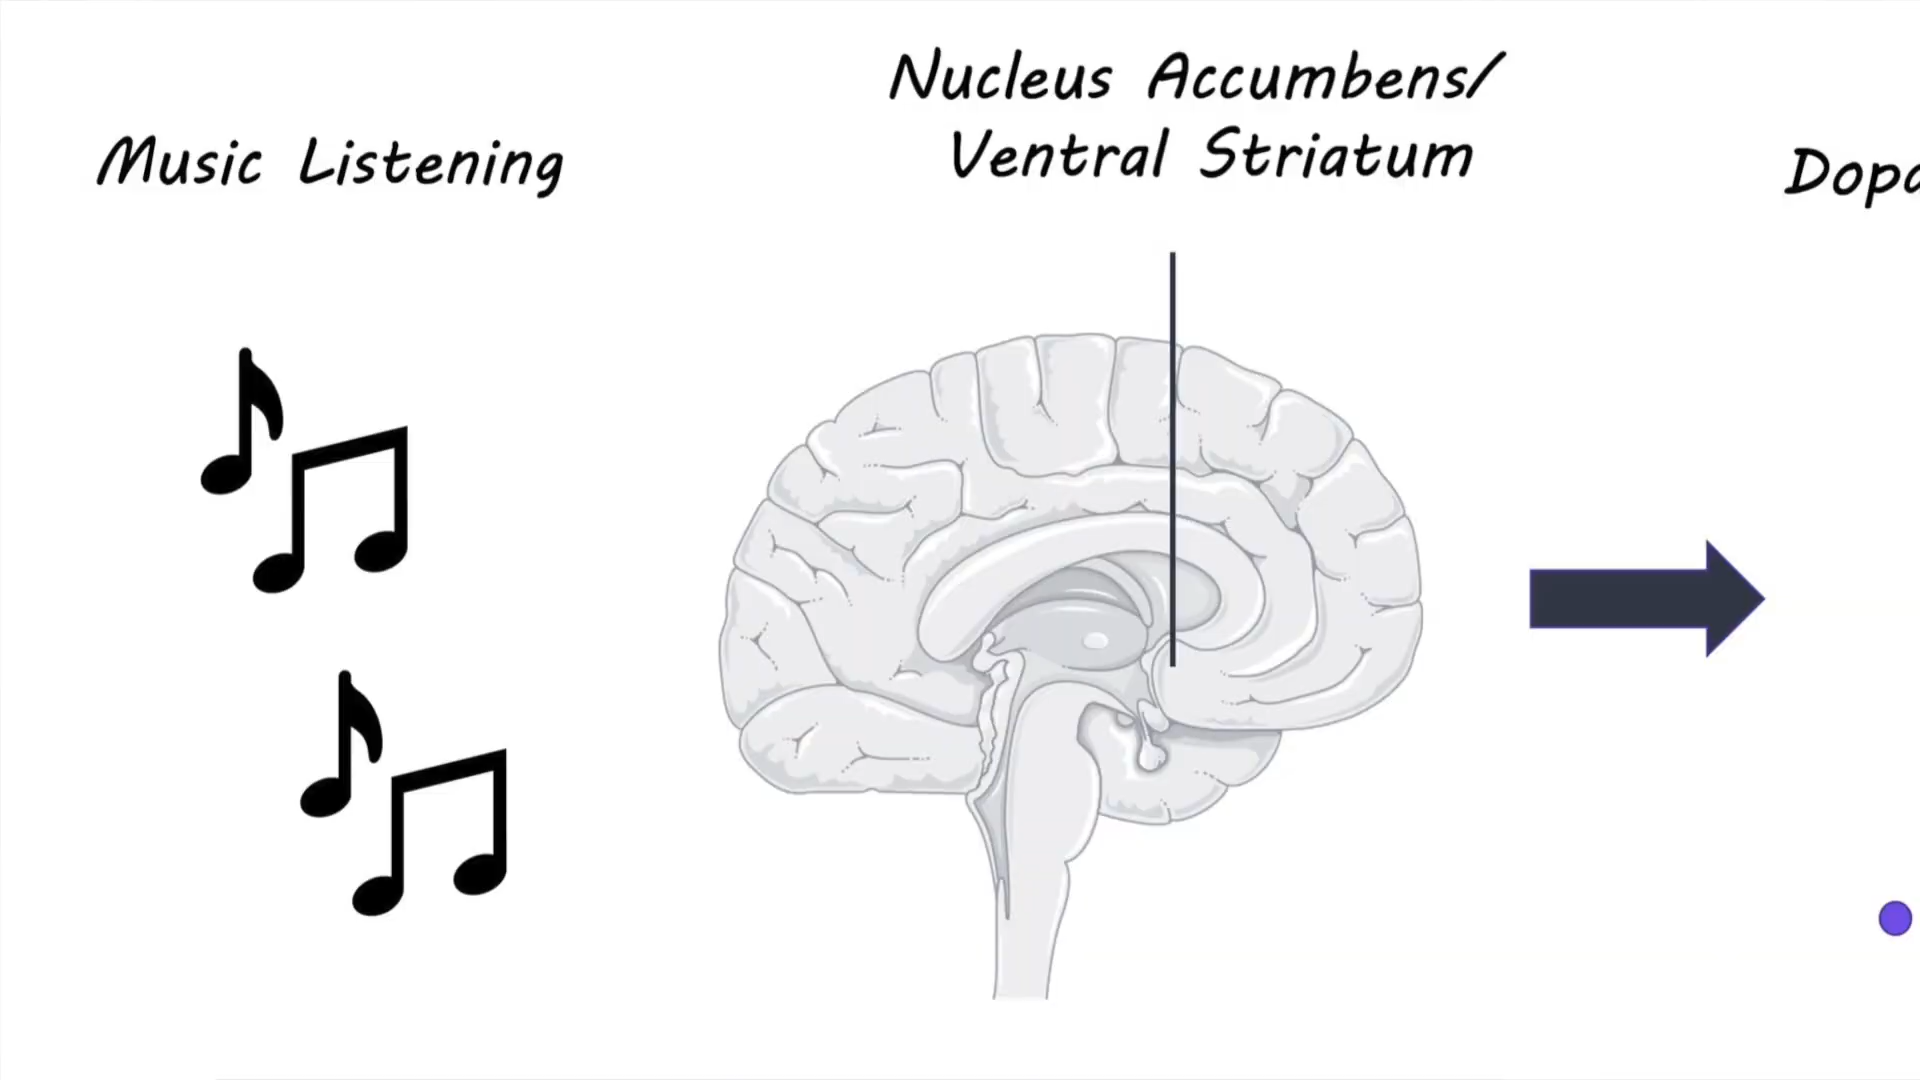 Music Listening
Nucleus Accumbens/
Ventral Striatum